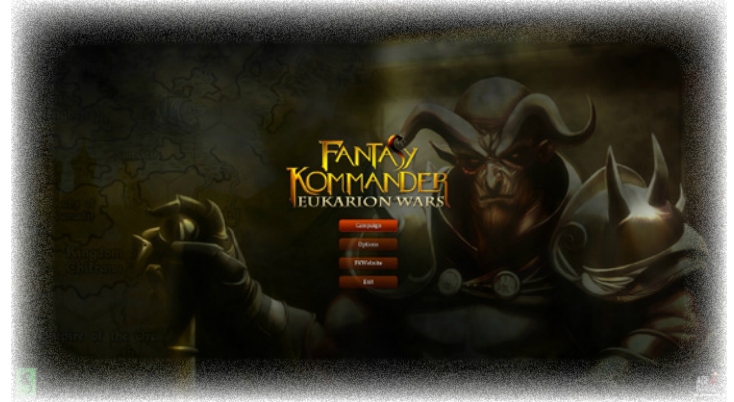 FANTASY
KOMMANDER
EUKARION WARS
Campaign
Options
FKWebsite
Exit